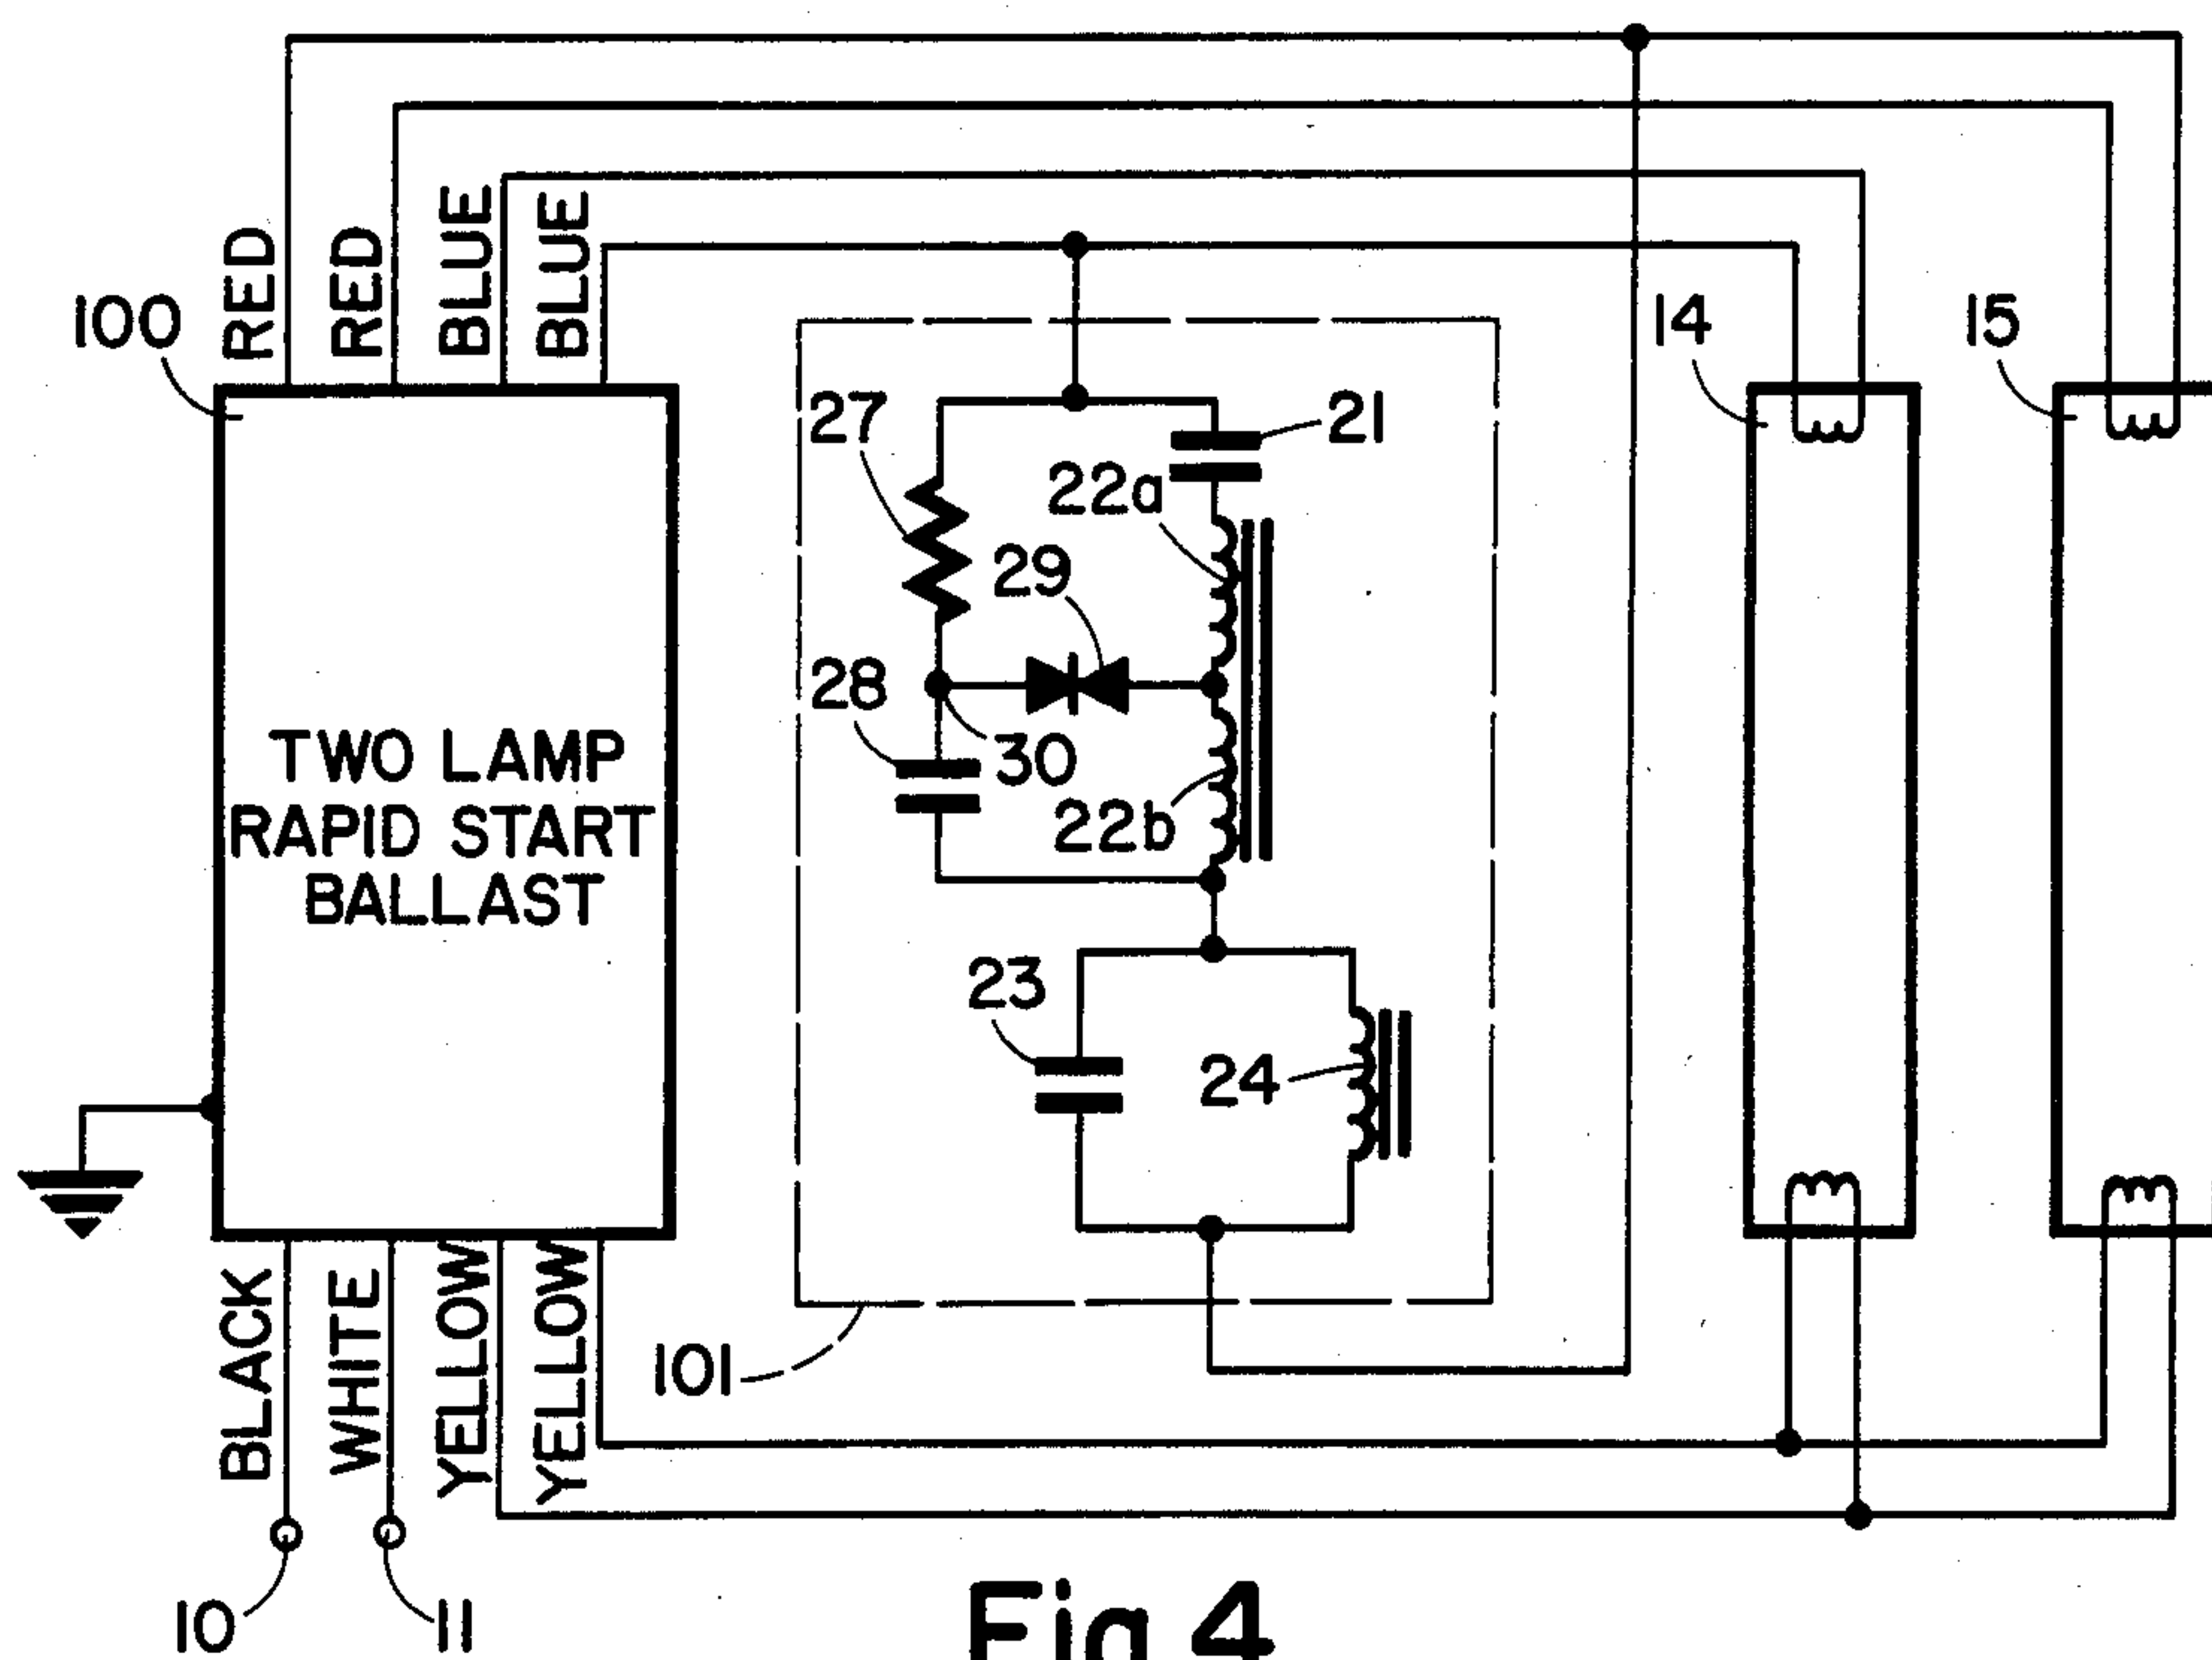 RED
RED
BLUE
BLUE
100
14
15
27
21
22a
29
28
30
22b
TWO LAMP
RAPID START
BALLAST
23
24
BLACK
WHITE
YELLOW
YELLOW
101
10
11
Fig 4